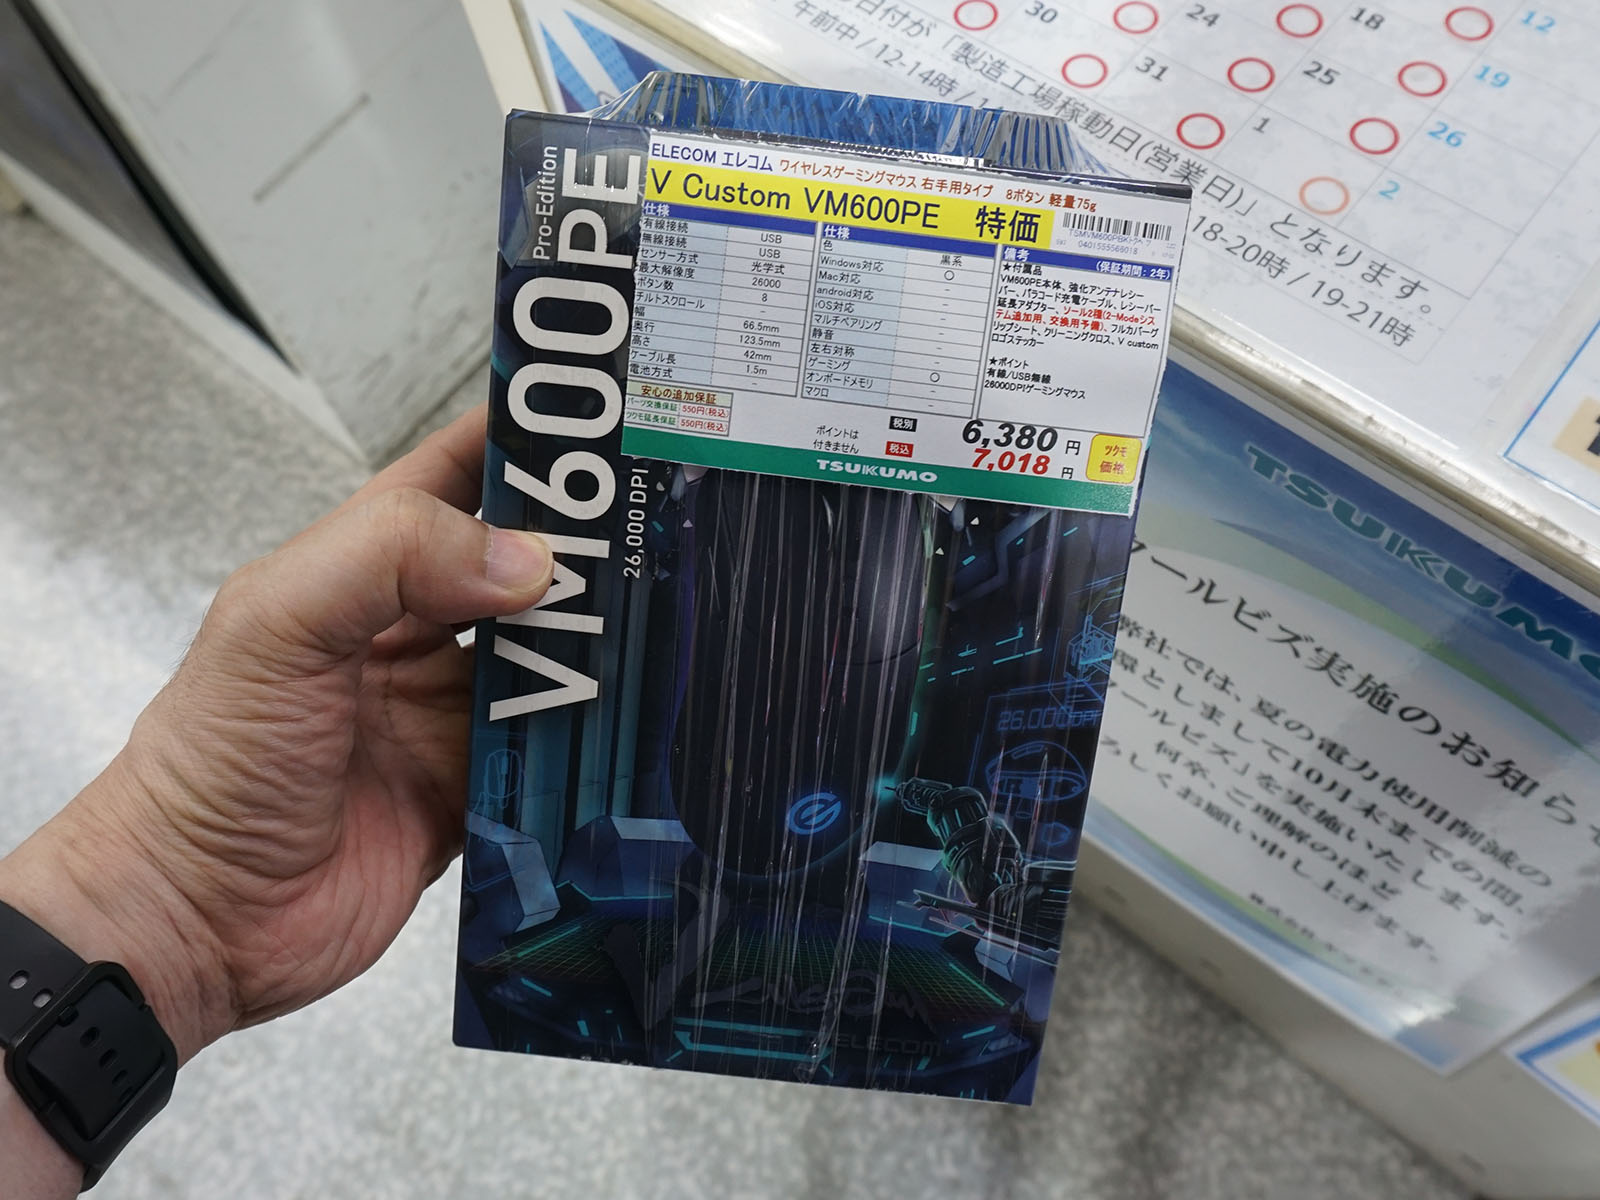 30
24
18
12
日付が「製造工場稼動日(営業日)」となります。
午前中 / 12-14時 /
18-20時 / 19-21時
31
25
19
1
26
2
Pro-Edition
VM600PE
26,000 DPI
ELECOM エレコム ワイヤレスゲーミングマウス 右手用タイプ 8ボタン 軽量75g
V Custom VM600PE 特価
0401555568018
仕様
有線接続 USB
無線接続 USB
センサー方式 光学式
最大解像度 26000
ボタン数 8
チルトスクロール -
幅 66.5mm
奥行 123.5mm
高さ 42mm
ケーブル長 1.5m
電池方式 -
仕様
色 黒系
Windows対応 ○
Mac対応 -
android対応 -
iOS対応 -
マルチペアリング -
静音 -
左右対称 -
ゲーミング ○
オンボードメモリ -
マクロ -
備考 (保証期間: 2年)
★付属品
VM600PE本体、強化アンテナレシー
バー、パラコード充電ケーブル、レシーバー
延長アダプター、ソール2種(2-Modeシス
テム追加用、交換用予備)、フルカバーグ
リップシート、クリーニングクロス、V custom
ロゴステッカー
★ポイント
有線/USB無線
26000DPIゲーミングマウス
安心の追加保証
パーツ交換保証 550円(税込)
ツクモ延長保証 550円(税込)
ポイントは
付きません
税別 6,380 円
税込 7,018 円
ツクモ
価格
TSUKUMO
26,000DPI
ELECOM
TSUKUMO
クールビズ実施のお知らせ
弊社では、夏の電力使用削減の
環としまして10月末までの間、
クールビズ」を実施いたします。
何卒、ご理解のほど
ろしくお願い申し上げます。